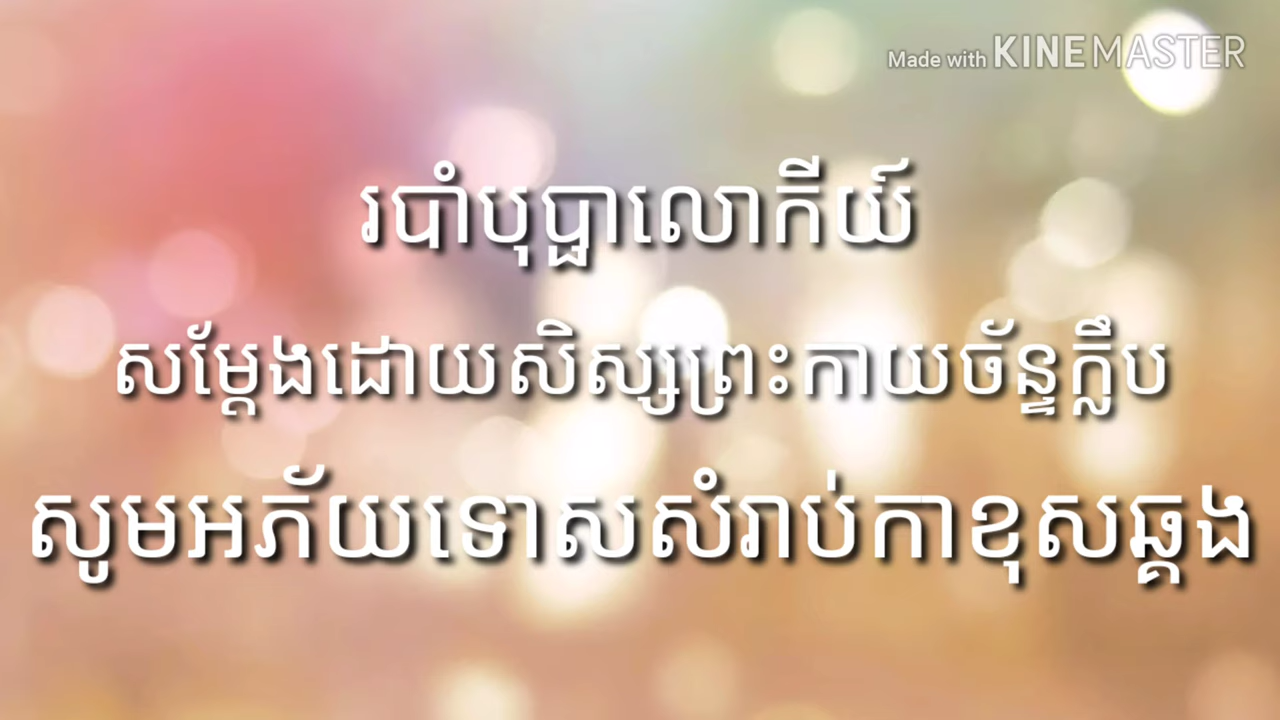 Made with KINEMASTER
របាំបុប្ផាលោកីយ៍
សម្ដែងដោយសិស្សព្រះកាយច័ន្ទក្លឹប
សូមអភ័យទោសសំរាប់កាខុសឆ្គង